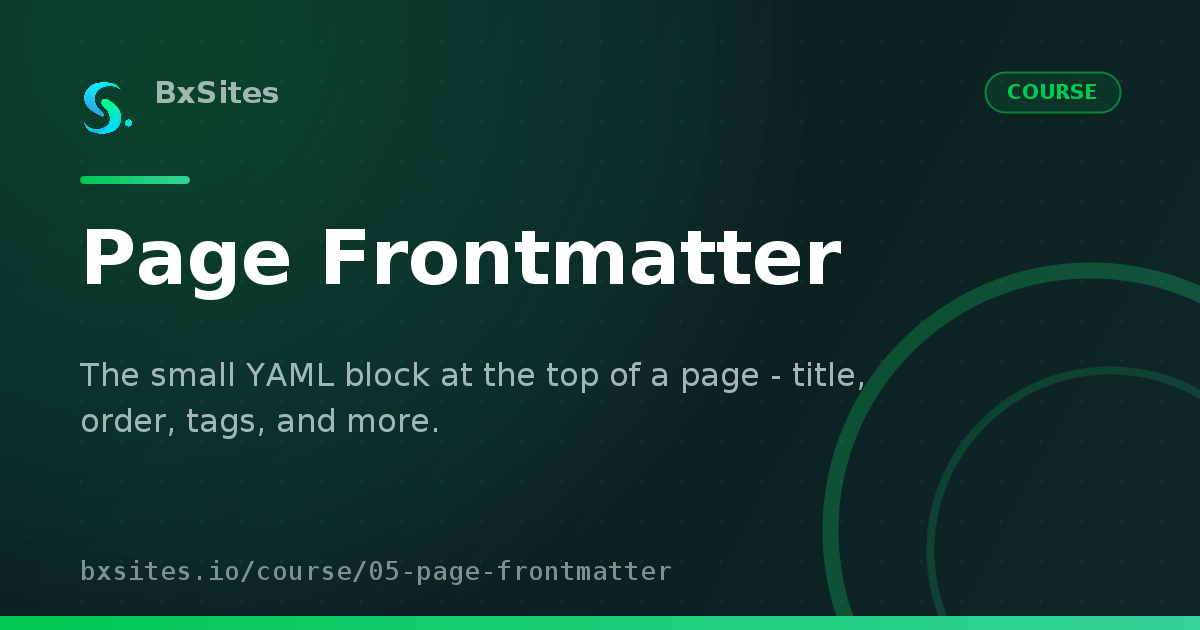 BxSites
COURSE
Page Frontmatter
The small YAML block at the top of a page - title,
order, tags, and more.
bxsites.io/course/05-page-frontmatter